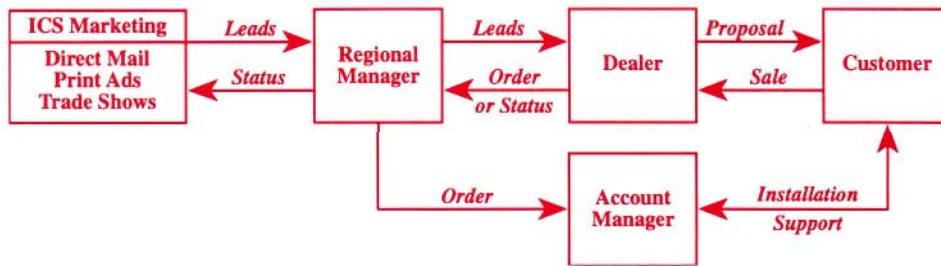 ICS Marketing
Direct Mail
Print Ads
Trade Shows
Leads
Status
Regional
Manager
Leads
Order
or Status
Dealer
Proposal
Sale
Customer
Order
Account
Manager
Installation
Support